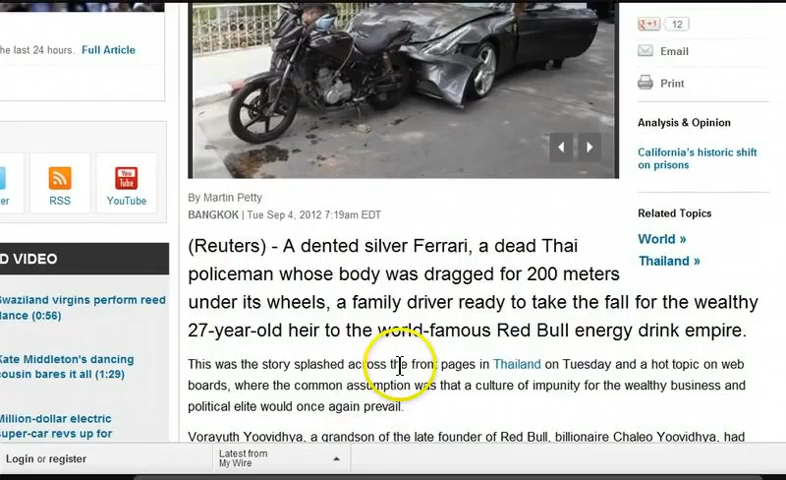 he last 24 hours. Full Article
RSS
YouTube
D VIDEO
Swaziland virgins perform reed
dance (0:56)
Kate Middleton's dancing
cousin bares it all (1:29)
Million-dollar electric
super-car revs up for
By Martin Petty
BANGKOK | Tue Sep 4, 2012 7:19am EDT
(Reuters) - A dented silver Ferrari, a dead Thai
policeman whose body was dragged for 200 meters
under its wheels, a family driver ready to take the fall for the wealthy
27-year-old heir to the world-famous Red Bull energy drink empire.
This was the story splashed across the front pages in Thailand on Tuesday and a hot topic on web
boards, where the common assumption was that a culture of impunity for the wealthy business and
political elite would once again prevail.
Vorayuth Yoovidhya, a grandson of the late founder of Red Bull, billionaire Chaleo Yoovidhya, had
+1 12
Email
Print
Analysis & Opinion
California's historic shift
on prisons
Related Topics
World »
Thailand »
Login or register
Latest from
My Wire